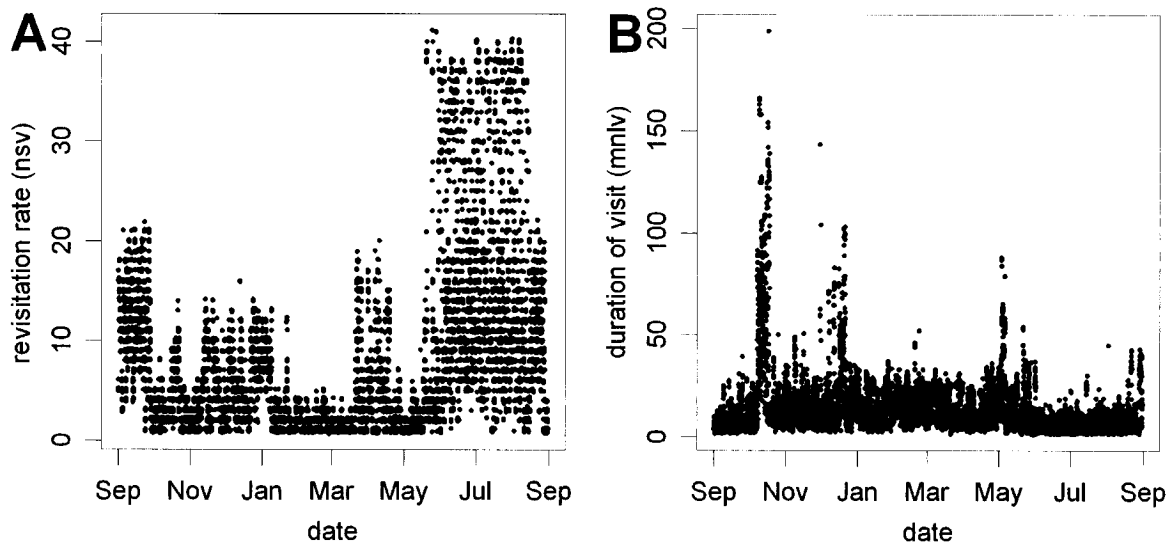 A
revisitation rate (nsv)
40
30
20
10
0
Sep Nov Jan Mar May Jul Sep
date
B
duration of visit (mnlv)
200
150
100
50
0
Sep Nov Jan Mar May Jul Sep
date